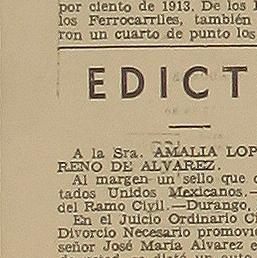 por ciento de 1913. De los
los Ferrocarriles, también
ron un cuarto de punto los
EDICT
A la Sra. AMALIA LOP
RENO DE ALVAREZ.
Al margen un sello que
tados Unidos Mexicanos.—
del Ramo Civil.—Durango,
En el Juicio Ordinario Ci
Divorcio Necesario promovi
señor José María Alvarez e